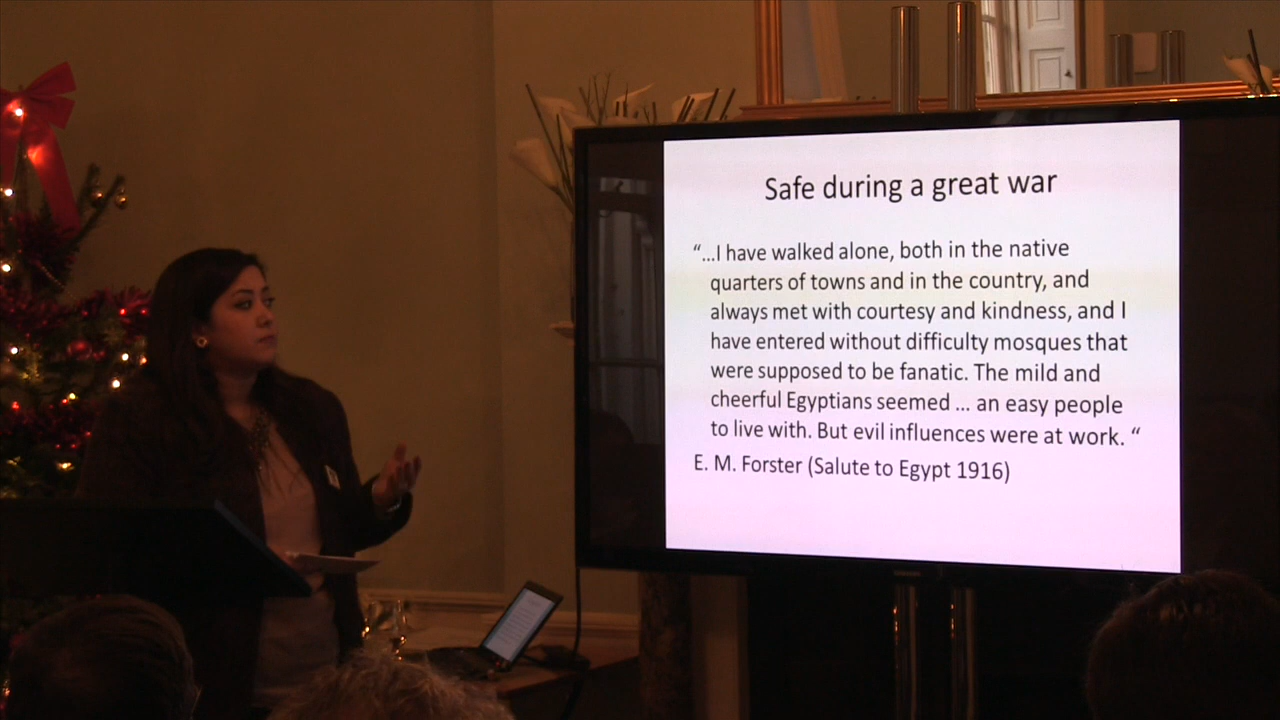 Safe during a great war
“...I have walked alone, both in the native
quarters of towns and in the country, and
always met with courtesy and kindness, and I
have entered without difficulty mosques that
were supposed to be fanatic. The mild and
cheerful Egyptians seemed ... an easy people
to live with. But evil influences were at work. “
E. M. Forster (Salute to Egypt 1916)